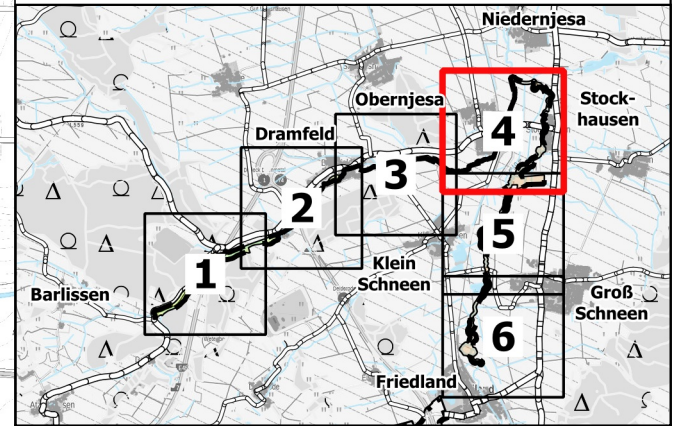 Niedernjesa
Obernjesa
Stock-
hausen
Dramfeld
4
3
2
5
Klein
Schneen
1
Barlissen
Groß
Schneen
6
Friedland